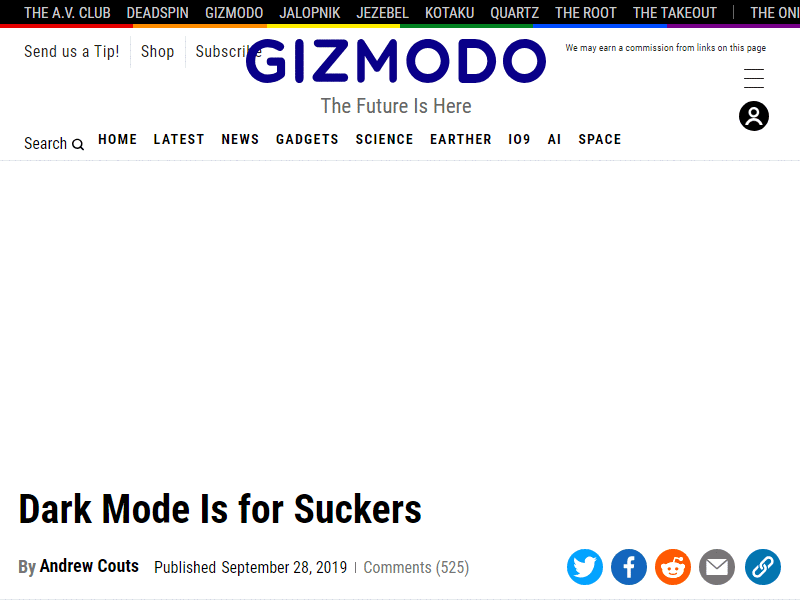 THE A.V. CLUB DEADSPIN GIZMODO JALOPNIK JEZEBEL KOTAKU QUARTZ THE ROOT THE TAKEOUT THE ONI
Send us a Tip! Shop Subscribe GIZMODO We may earn a commission from links on this page
The Future Is Here
Search HOME LATEST NEWS GADGETS SCIENCE EARTHER IO9 AI SPACE
Dark Mode Is for Suckers
By Andrew Couts Published September 28, 2019 Comments (525)